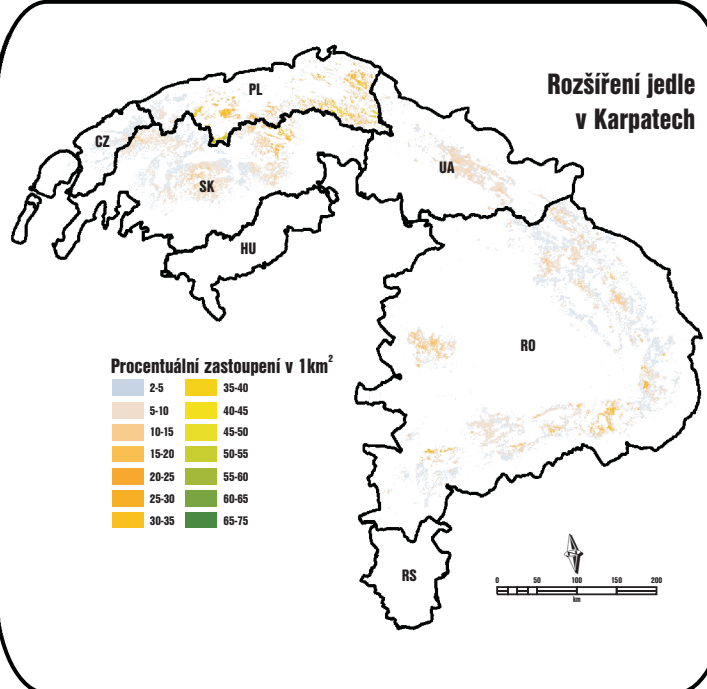 Rozšíření jedle
v Karpatech
PL
CZ
SK
UA
HU
RO
RS
Procentuální zastoupení v 1km²
2-5
5-10
10-15
15-20
20-25
25-30
30-35
35-40
40-45
45-50
50-55
55-60
60-65
65-75
0 50 100 150 200
km